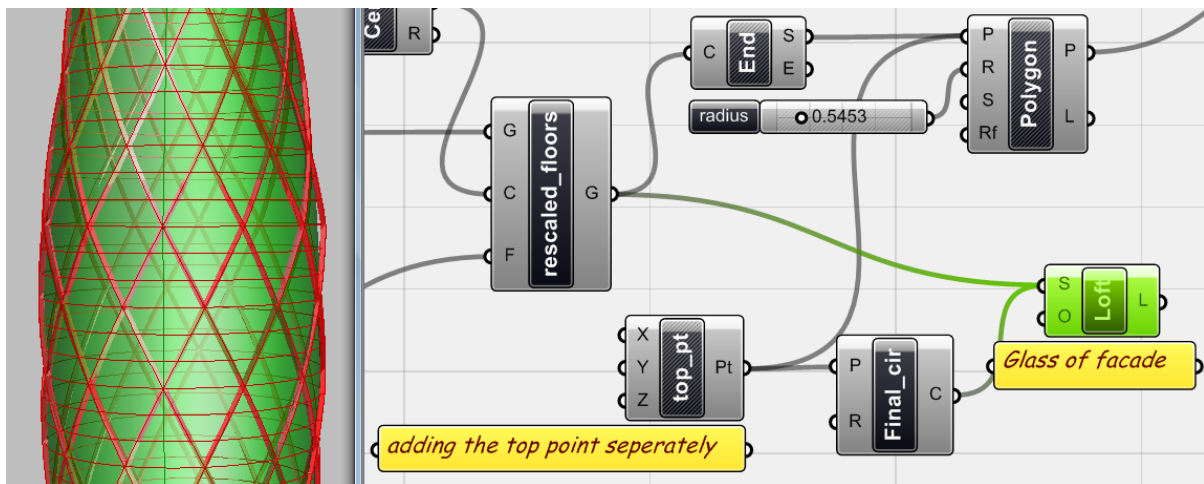 Ce
R
G
C
F
rescaled_floors
G
C
End
S
E
radius
0.5453
P
R
S
Rf
Polygon
P
L
X
Y
Z
top_pt
Pt
P
R
Final_cir
C
S
O
Loft
L
Glass of facade
adding the top point seperately